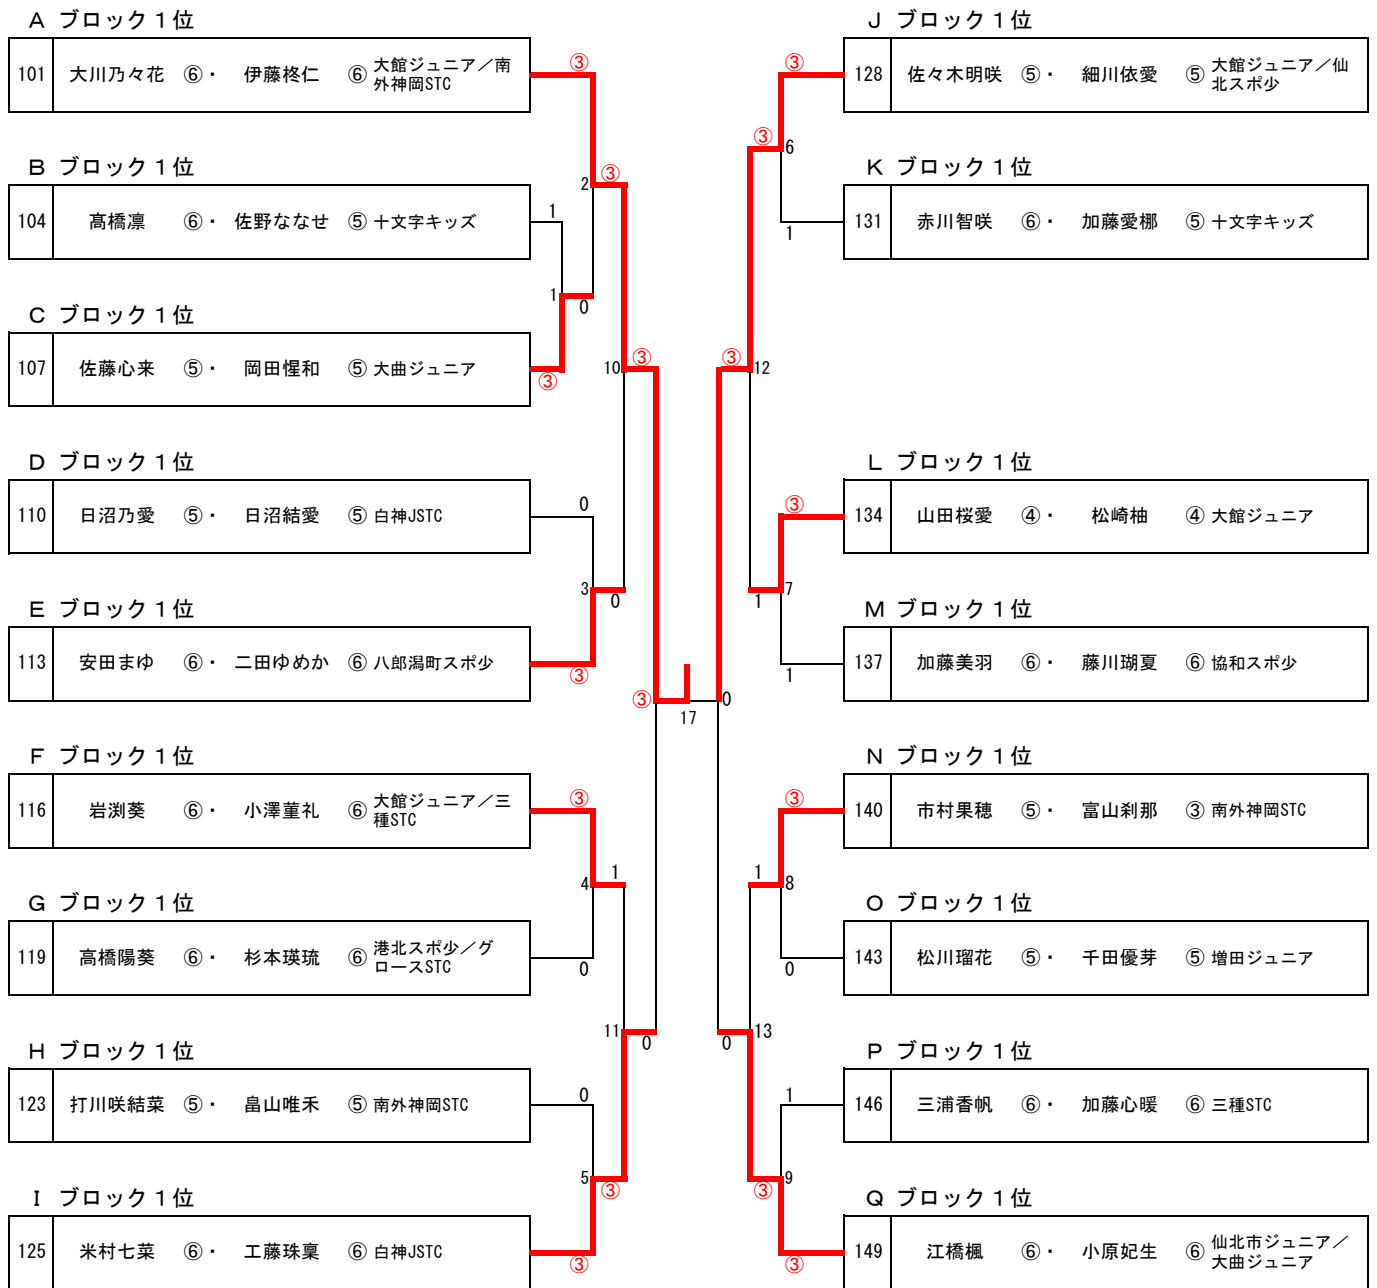 A ブロック１位
101 大川乃々花 ⑥・ 伊藤柊仁 ⑥ 大館ジュニア／南
外神岡STC
③
B ブロック１位
2
③
104 髙橋凛 ⑥・ 佐野ななせ ⑤ 十文字キッズ
1
1
0
C ブロック１位
107 佐藤心来 ⑤・ 岡田惺和 ⑤ 大曲ジュニア
③
10
③
D ブロック１位
110 日沼乃愛 ⑤・ 日沼結愛 ⑤ 白神JSTC
0
3
0
E ブロック１位
113 安田まゆ ⑥・ 二田ゆめか ⑥ 八郎潟町スポ少
③
③
17
0
F ブロック１位
116 岩渕葵 ⑥・ 小澤菫礼 ⑥ 大館ジュニア／三
種STC
③
4
1
G ブロック１位
119 高橋陽葵 ⑥・ 杉本瑛琉 ⑥ 港北スポ少／グ
ロースSTC
0
11
0
H ブロック１位
123 打川咲結菜 ⑤・ 畠山唯禾 ⑤ 南外神岡STC
0
5
③
I ブロック１位
125 米村七菜 ⑥・ 工藤珠稟 ⑥ 白神JSTC
③
J ブロック１位
③
128 佐々木明咲 ⑤・ 細川依愛 ⑤ 大館ジュニア／仙
北スポ少
③
6
K ブロック１位
131 赤川智咲 ⑥・ 加藤愛梛 ⑤ 十文字キッズ
1
③
12
L ブロック１位
③
134 山田桜愛 ④・ 松崎柚 ④ 大館ジュニア
1
7
M ブロック１位
137 加藤美羽 ⑥・ 藤川瑚夏 ⑥ 協和スポ少
1
N ブロック１位
③
140 市村果穂 ⑤・ 富山刹那 ③ 南外神岡STC
1
8
O ブロック１位
143 松川瑠花 ⑤・ 千田優芽 ⑤ 増田ジュニア
0
0
13
P ブロック１位
1
146 三浦香帆 ⑥・ 加藤心暖 ⑥ 三種STC
③
9
Q ブロック１位
149 江橋楓 ⑥・ 小原妃生 ⑥ 仙北市ジュニア／
大曲ジュニア
③